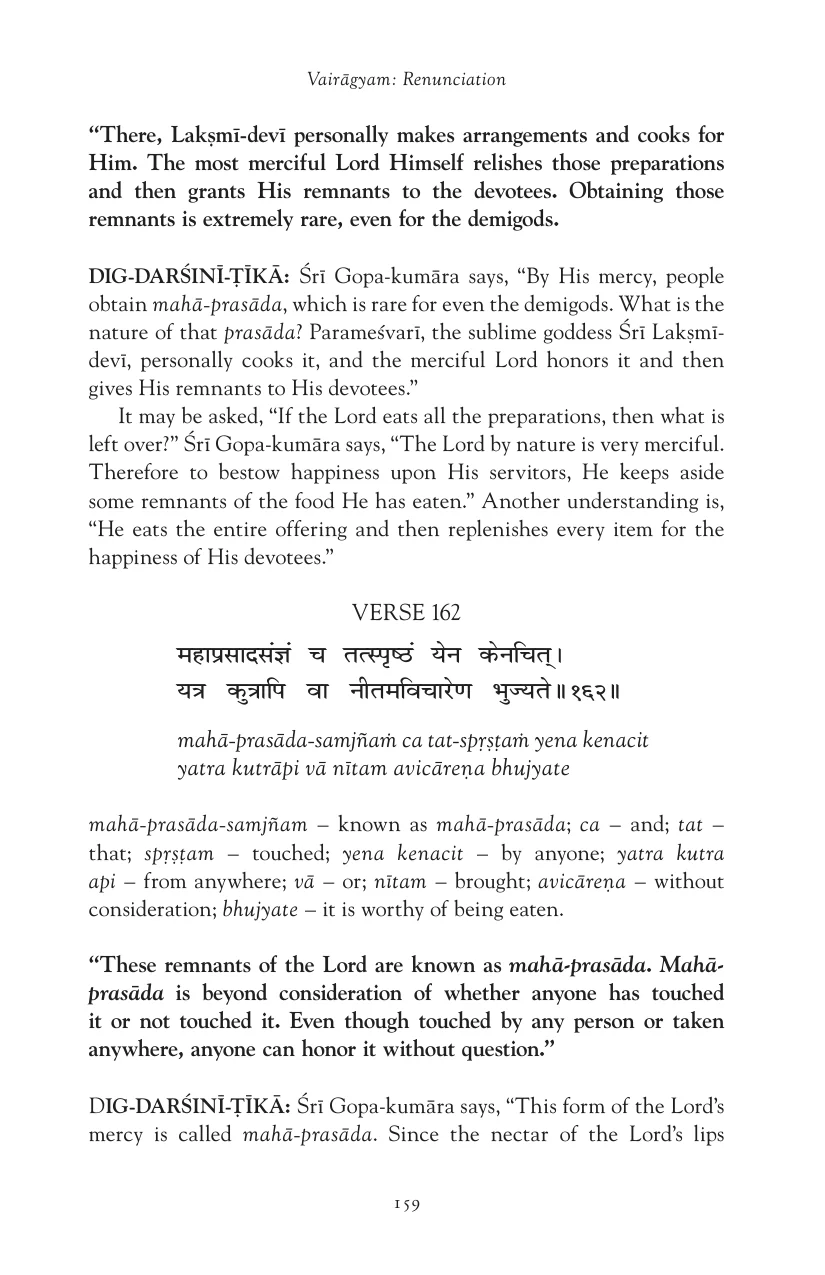 Vairāgyam: Renunciation
“There, Lakṣmī-devī personally makes arrangements and cooks for
Him. The most merciful Lord Himself relishes those preparations
and then grants His remnants to the devotees. Obtaining those
remnants is extremely rare, even for the demigods.
DIG-DARŚINĪ-ṬĪKĀ: Śrī Gopa-kumāra says, “By His mercy, people
obtain mahā-prasāda, which is rare for even the demigods. What is the
nature of that prasāda? Parameśvarī, the sublime goddess Śrī Lakṣmī-
devī, personally cooks it, and the merciful Lord honors it and then
gives His remnants to His devotees.”
It may be asked, “If the Lord eats all the preparations, then what is
left over?” Śrī Gopa-kumāra says, “The Lord by nature is very merciful.
Therefore to bestow happiness upon His servitors, He keeps aside
some remnants of the food He has eaten.” Another understanding is,
“He eats the entire offering and then replenishes every item for the
happiness of His devotees.”
VERSE 162
महाप्रसादसंज्ञं च तत्स्पृष्ठं येन केनचित्।
यत्र कुत्रापि वा नीतमविचारेण भुज्यते॥१६२॥
mahā-prasāda-samjñaṁ ca tat-spṛṣṭaṁ yena kenacit
yatra kutrāpi vā nītam avicāreṇa bhujyate
mahā-prasāda-samjñam – known as mahā-prasāda; ca – and; tat –
that; spṛṣṭam – touched; yena kenacit – by anyone; yatra kutra
api – from anywhere; vā – or; nītam – brought; avicāreṇa – without
consideration; bhujyate – it is worthy of being eaten.
“These remnants of the Lord are known as mahā-prasāda. Mahā-
prasāda is beyond consideration of whether anyone has touched
it or not touched it. Even though touched by any person or taken
anywhere, anyone can honor it without question.”
DIG-DARŚINĪ-ṬĪKĀ: Śrī Gopa-kumāra says, “This form of the Lord’s
mercy is called mahā-prasāda. Since the nectar of the Lord’s lips
159